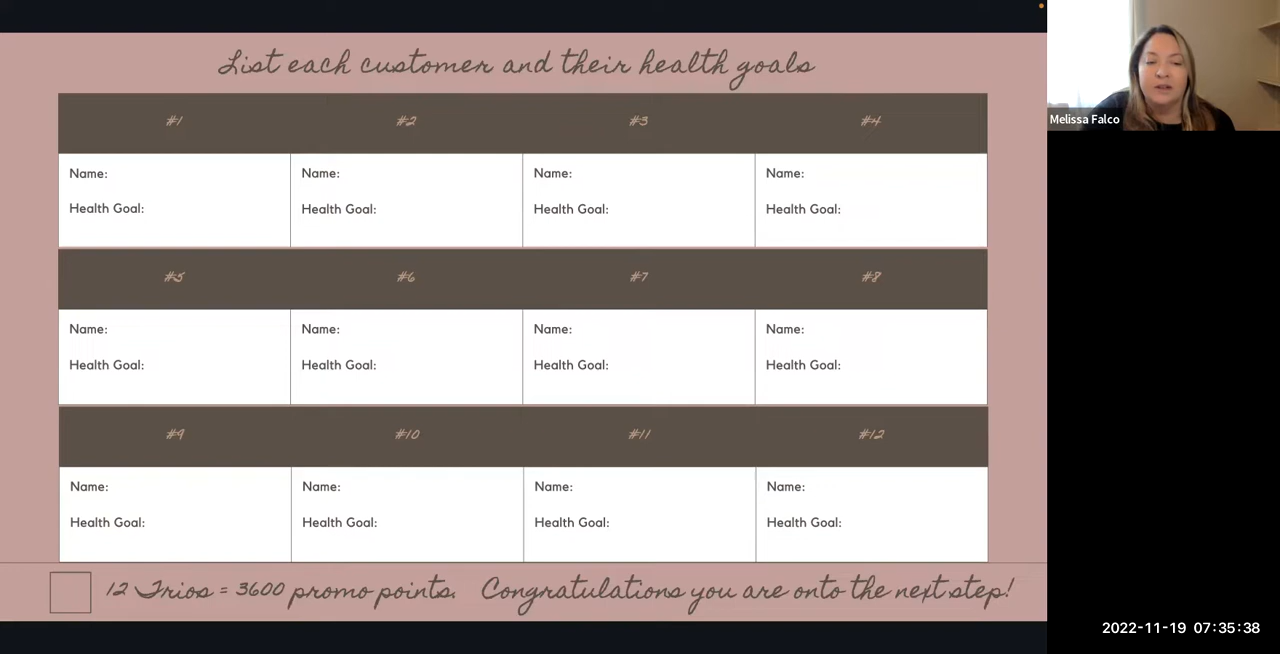 List each customer and their health goals
Melissa Falco
#1 #2 #3 #4
Name: Name: Name: Name:
Health Goal: Health Goal: Health Goal: Health Goal:
#5 #6 #7 #8
Name: Name: Name: Name:
Health Goal: Health Goal: Health Goal: Health Goal:
#9 #10 #11 #12
Name: Name: Name: Name:
Health Goal: Health Goal: Health Goal: Health Goal:
12 Trios = 3600 promo points. Congratulations you are onto the next step!
2022-11-19 07:35:38